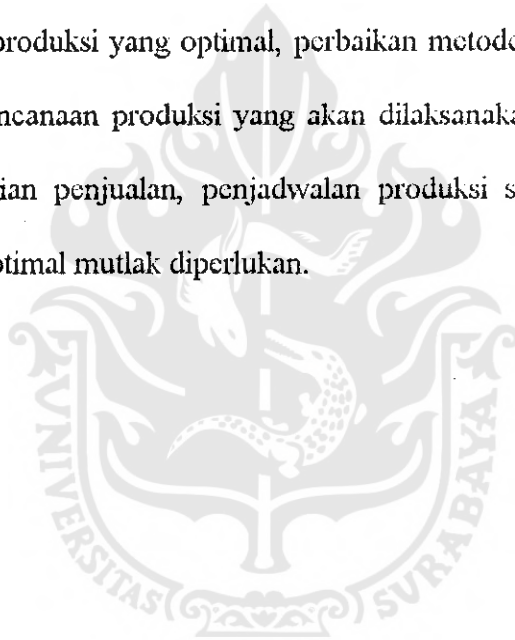 produksi yang optimal, perbaikan metode
ncanaan produksi yang akan dilaksanaka
ian penjualan, penjadwalan produksi s
ptimal mutlak diperlukan.
UNIVERSITAS SURABAYA